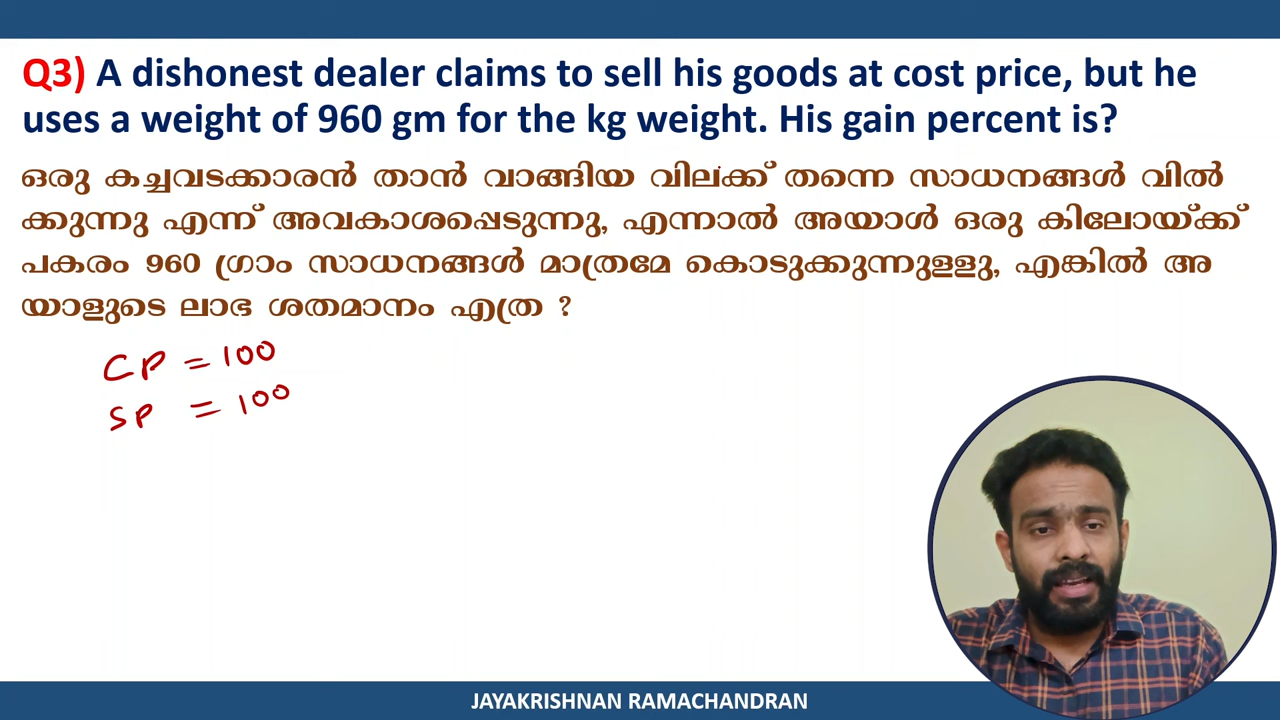 Q3) A dishonest dealer claims to sell his goods at cost price, but he
uses a weight of 960 gm for the kg weight. His gain percent is?
ഒരു കച്ചവടക്കാരൻ താൻ വാങ്ങിയ വിലക്ക് തന്നെ സാധനങ്ങൾ വിൽ
ക്കുന്നു എന്ന് അവകാശപ്പെടുന്നു, എന്നാൽ അയാൾ ഒരു കിലോയ്ക്ക്
പകരം 960 ഗ്രാം സാധനങ്ങൾ മാത്രമേ കൊടുക്കുന്നുളളു, എങ്കിൽ അ
യാളുടെ ലാഭ ശതമാനം എത്ര ?
CP = 100
SP = 100
JAYAKRISHNAN RAMACHANDRAN